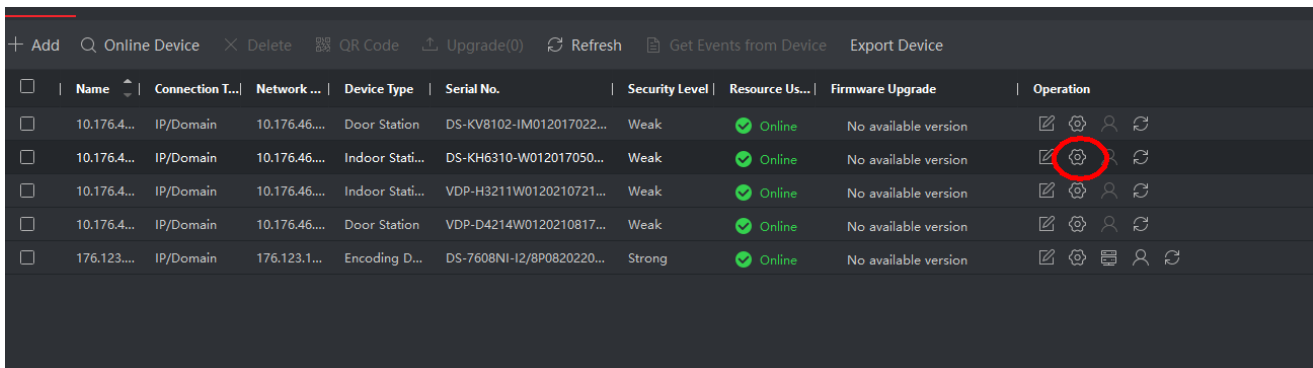 Add Online Device Delete QR Code Upgrade(0) Refresh Get Events from Device Export Device
Name Connection T... Network ... Device Type Serial No. Security Level Resource Us... Firmware Upgrade Operation
10.176.4... IP/Domain 10.176.46.... Door Station DS-KV8102-IM012017022... Weak Online No available version
10.176.4... IP/Domain 10.176.46.... Indoor Stati... DS-KH6310-W012017050... Weak Online No available version
10.176.4... IP/Domain 10.176.46.... Indoor Stati... VDP-H3211W0120210721... Weak Online No available version
10.176.4... IP/Domain 10.176.46.... Door Station VDP-D4214W0120210817... Weak Online No available version
176.123.... IP/Domain 176.123.1... Encoding D... DS-7608NI-I2/8P0820220... Strong Online No available version